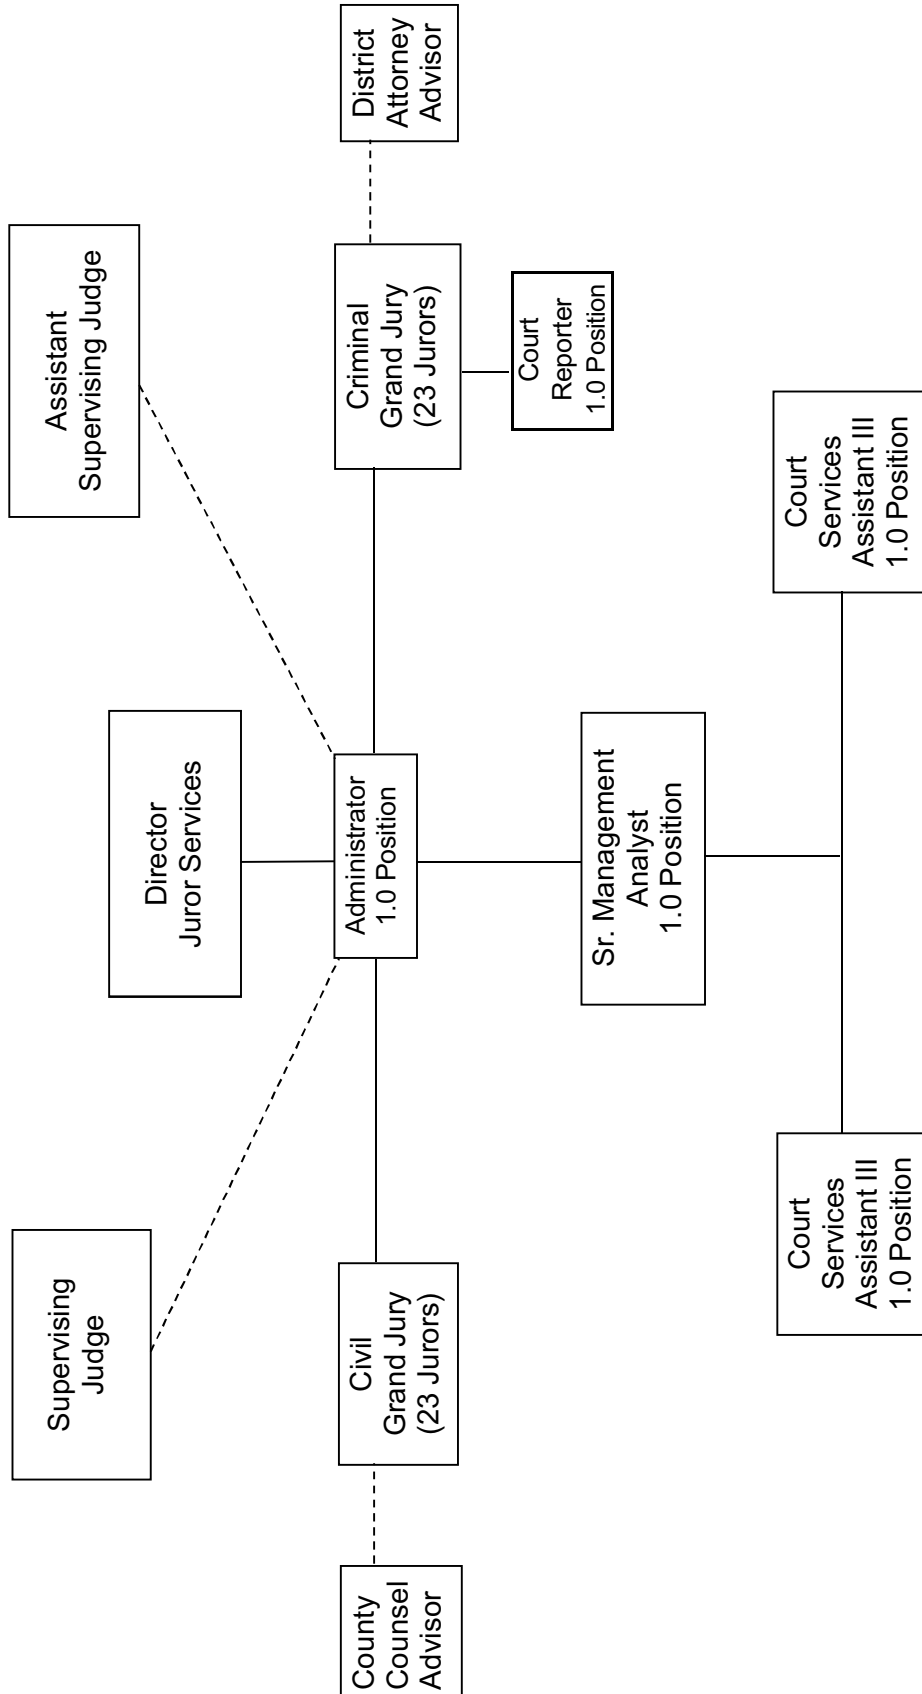 Supervising
Judge
Assistant
Supervising Judge
Director
Juror Services
County
Counsel
Advisor
Civil
Grand Jury
(23 Jurors)
Administrator
1.0 Position
Criminal
Grand Jury
(23 Jurors)
District
Attorney
Advisor
Court
Reporter
1.0 Position
Sr. Management
Analyst
1.0 Position
Court
Services
Assistant III
1.0 Position
Court
Services
Assistant III
1.0 Position